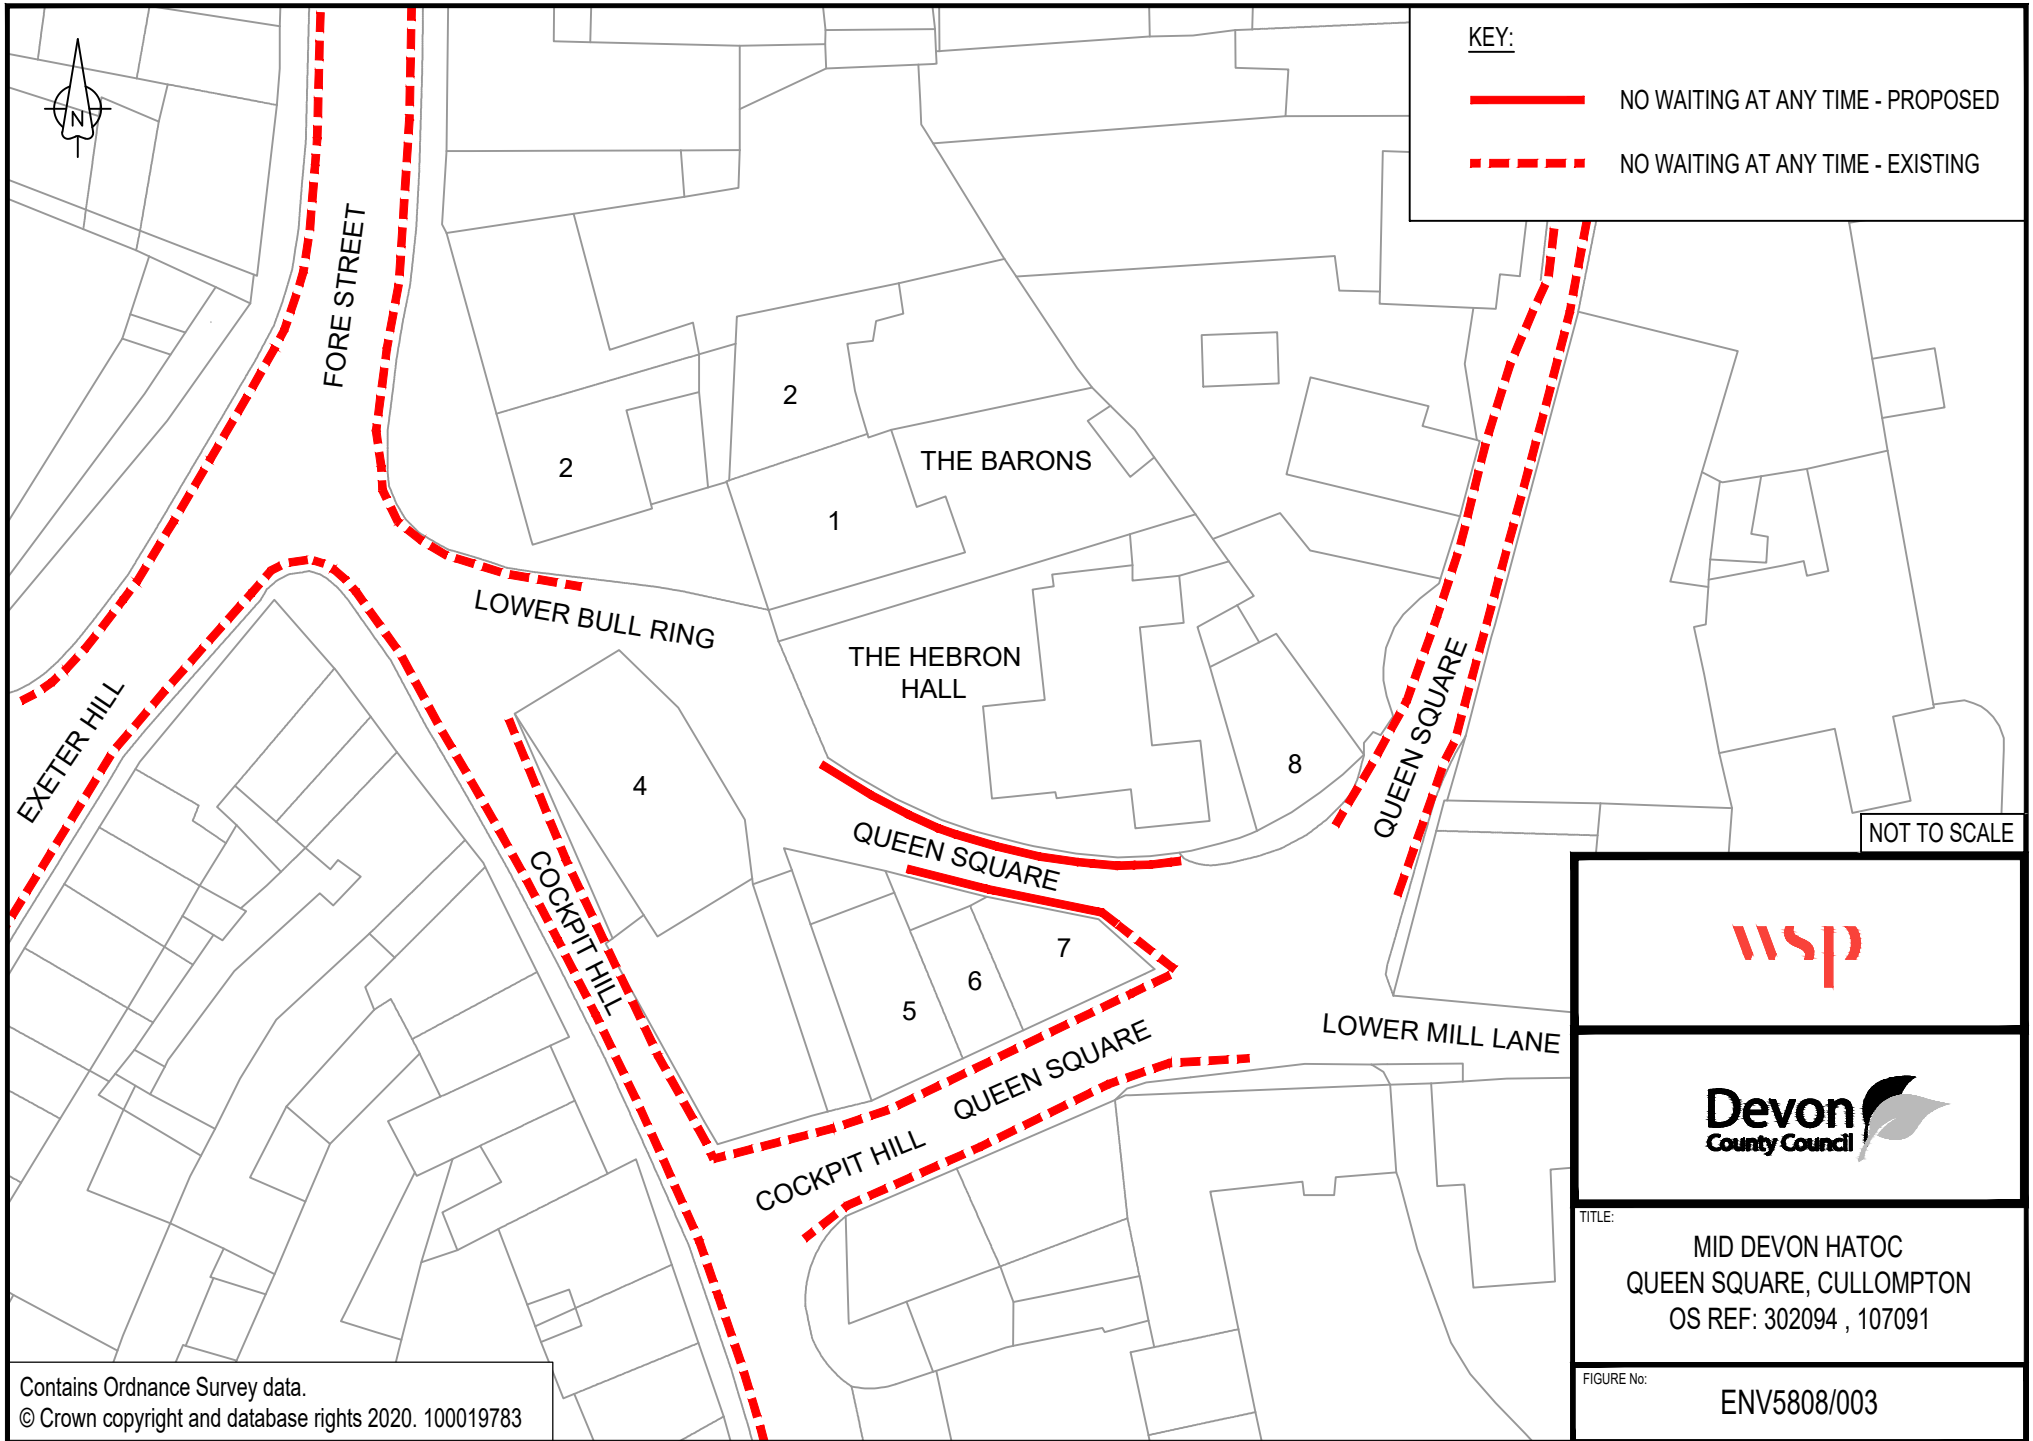 KEY:
NO WAITING AT ANY TIME - PROPOSED
NO WAITING AT ANY TIME - EXISTING
N
FORE STREET
2
2
THE BARONS
1
LOWER BULL RING
THE HEBRON
HALL
QUEEN SQUARE
EXETER HILL
4
8
QUEEN SQUARE
COCKPIT HILL
7
6
5
QUEEN SQUARE
LOWER MILL LANE
COCKPIT HILL
NOT TO SCALE
wsp
Devon
County Council
TITLE:
MID DEVON HATOC
QUEEN SQUARE, CULLOMPTON
OS REF: 302094 , 107091
FIGURE No:
ENV5808/003
Contains Ordnance Survey data.
© Crown copyright and database rights 2020. 100019783